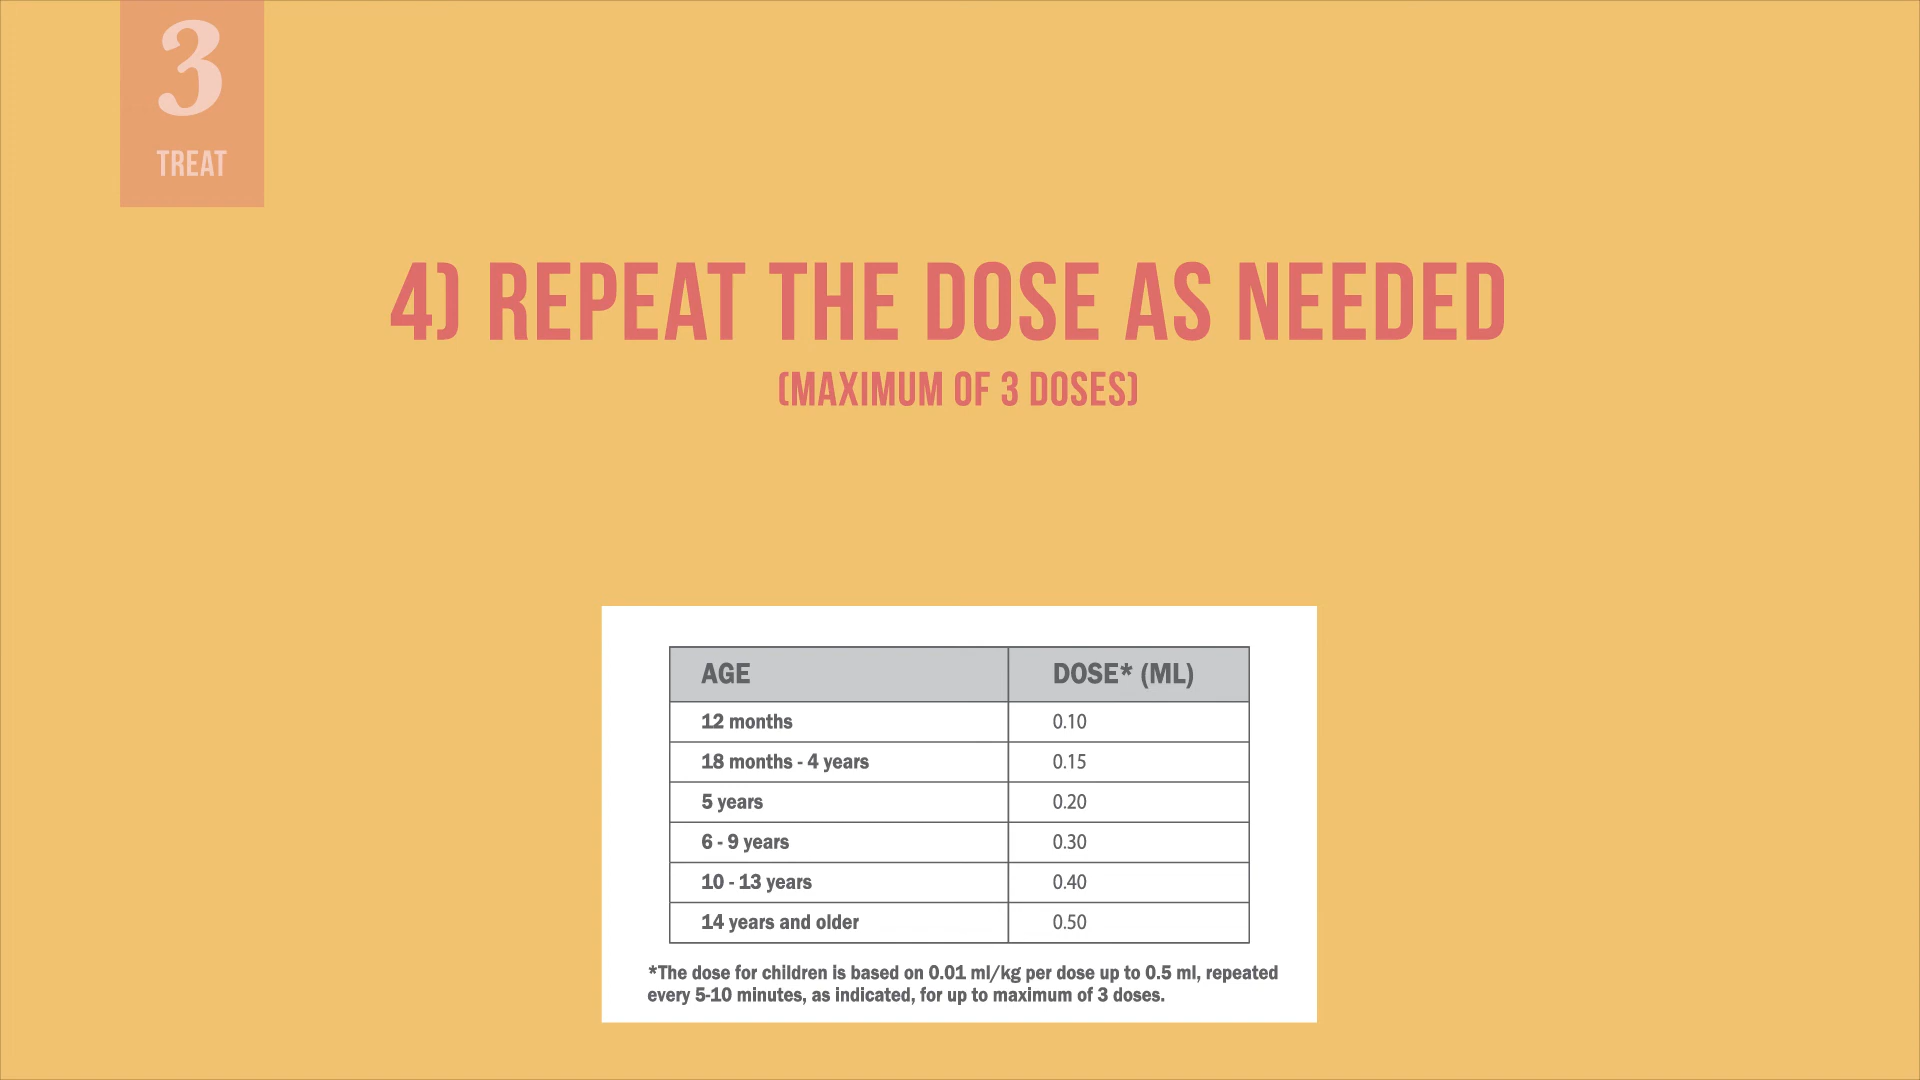 3
TREAT
4) REPEAT THE DOSE AS NEEDED
(MAXIMUM OF 3 DOSES)
AGE DOSE* (ML)
12 months 0.10
18 months - 4 years 0.15
5 years 0.20
6 - 9 years 0.30
10 - 13 years 0.40
14 years and older 0.50
*The dose for children is based on 0.01 ml/kg per dose up to 0.5 ml, repeated
every 5-10 minutes, as indicated, for up to maximum of 3 doses.